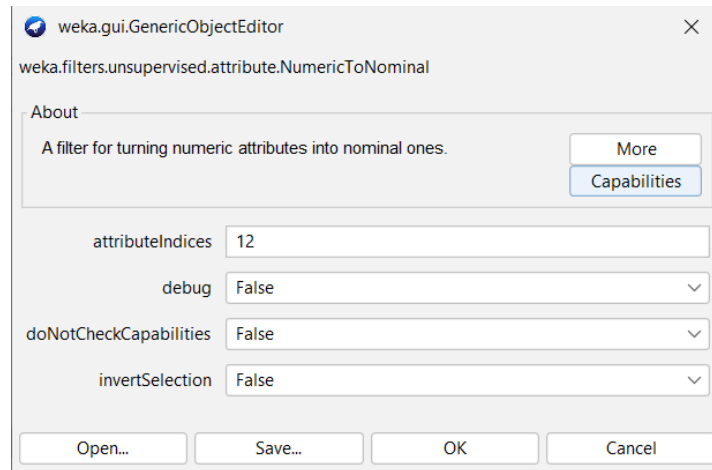 weka.gui.GenericObjectEditor
weka.filters.unsupervised.attribute.NumericToNominal
About
A filter for turning numeric attributes into nominal ones.
More
Capabilities
attributeIndices 12
debug False
doNotCheckCapabilities False
invertSelection False
Open... Save... OK Cancel